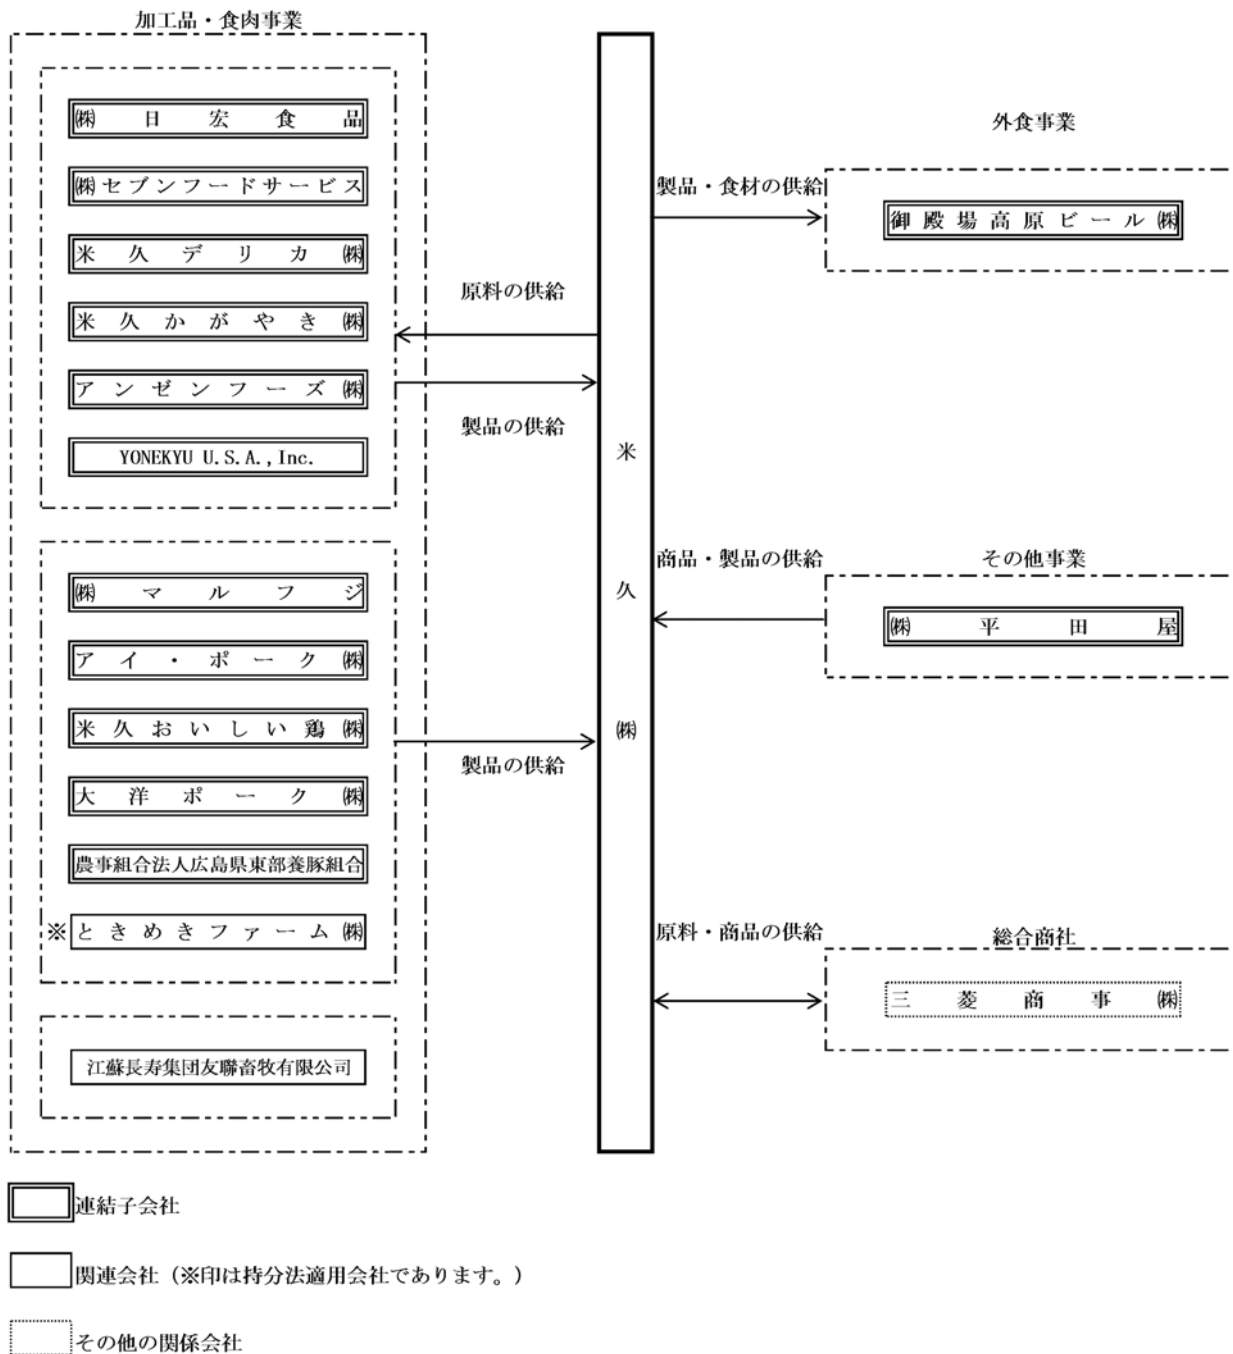 加工品・食肉事業
㈱日宏食品
㈱セブンフードサービス
米久デリカ㈱
米久かがやき㈱
アンゼンフーズ㈱
YONEKYU U.S.A.,Inc.
㈱マルフジ
アイ・ポーク㈱
米久おいしい鶏㈱
大洋ポーク㈱
農事組合法人広島県東部養豚組合
※ときめきファーム㈱
江蘇長寿集団友聯畜牧有限公司
原料の供給
製品の供給
製品の供給
米久㈱
外食事業
製品・食材の供給
御殿場高原ビール㈱
その他事業
商品・製品の供給
㈱平田屋
総合商社
原料・商品の供給
三菱商事㈱
連結子会社
関連会社（※印は持分法適用会社であります。）
その他の関係会社